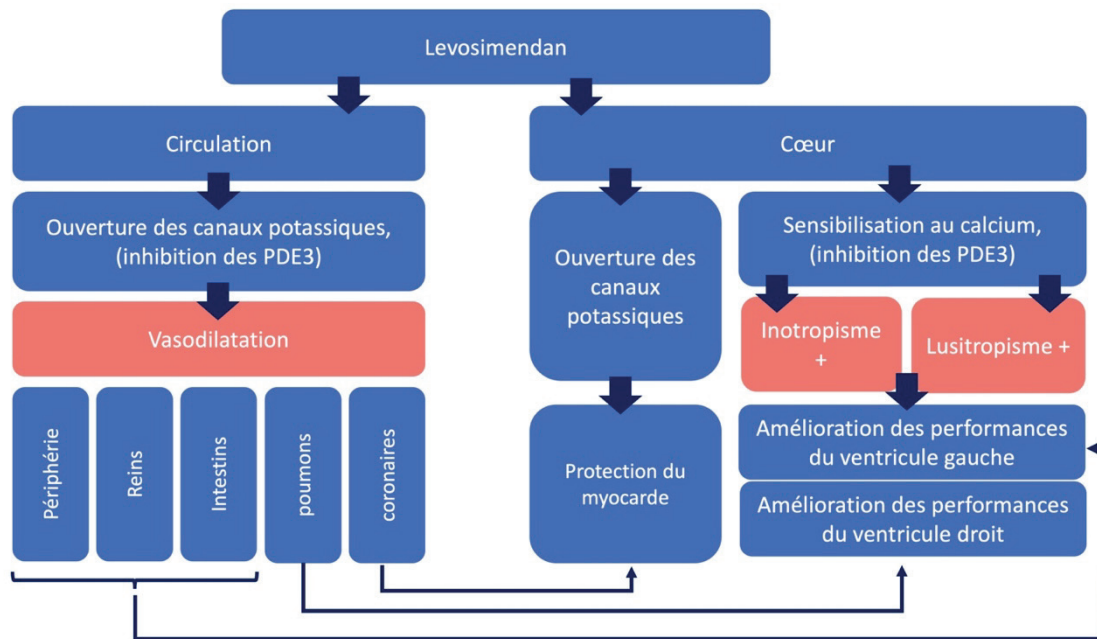 Levosimendan
Circulation
Cœur
Ouverture des canaux potassiques,
(inhibition des PDE3)
Vasodilatation
Périphérie
Reins
Intestins
poumons
coronaires
Ouverture des
canaux
potassiques
Protection du
myocarde
Sensibilisation au calcium,
(inhibition des PDE3)
Inotropisme
+
Lusitropisme +
Amélioration des performances
du ventricule gauche
Amélioration des performances
du ventricule droit